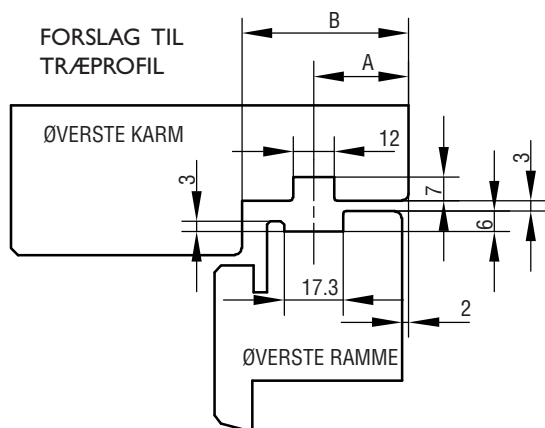 FORSLAG TIL
TRÆPROFIL
B
A
ØVERSTE KARM
12
3
3
7
6
17.3
2
ØVERSTE RAMME